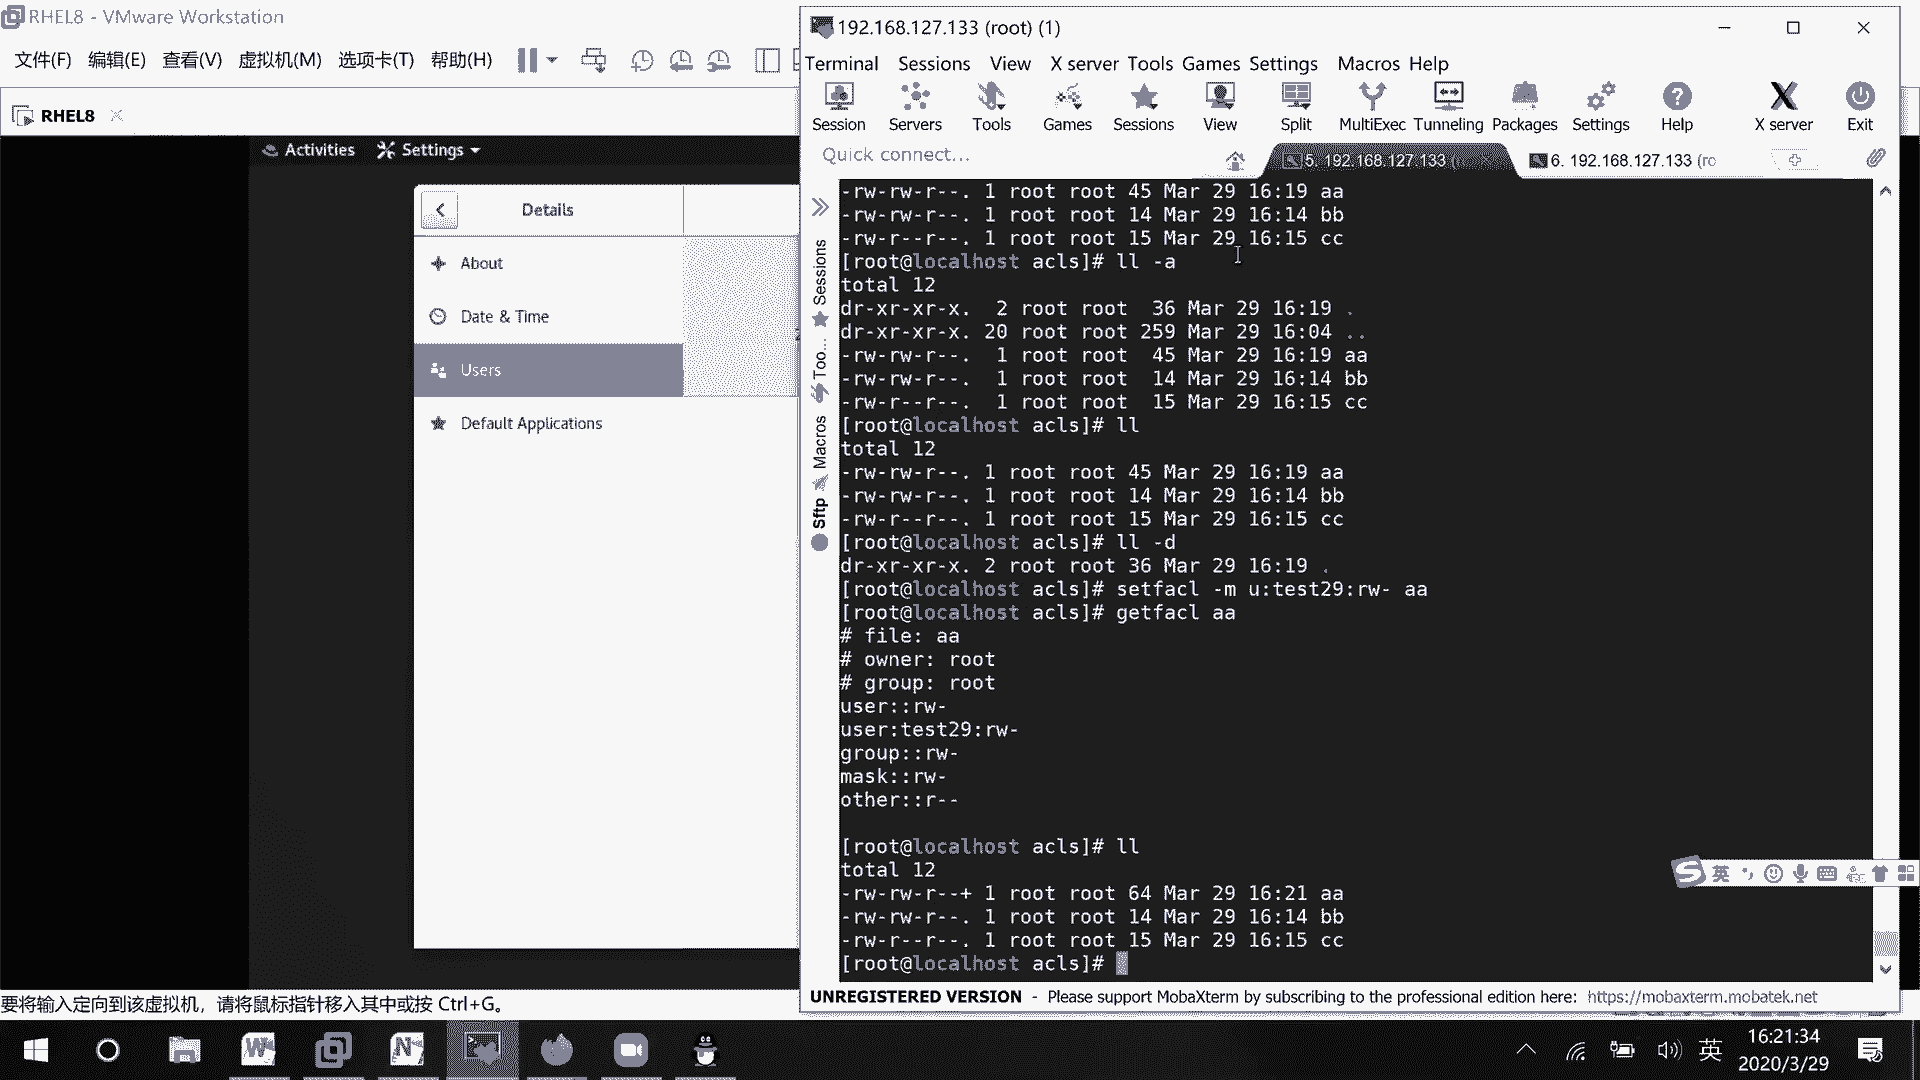 RHEL8 - VMware Workstation
文件(F) 编辑(E) 查看(V) 虚拟机(M) 选项卡(T) 帮助(H)
RHEL8
Activities Settings
Details
About
Date & Time
Users
Default Applications
要将输入定向到该虚拟机，请将鼠标指针移入其中或按 Ctrl+G。
192.168.127.133 (root) (1)
Terminal Sessions View X server Tools Games Settings Macros Help
Session Servers Tools Games Sessions View Split MultiExec Tunneling Packages Settings Help X server Exit
Quick connect...
5. 192.168.127.133 (
6. 192.168.127.133 (ro
Sessions
Too...
Macros
Sftp
-rw-rw-r--. 1 root root 45 Mar 29 16:19 aa
-rw-rw-r--. 1 root root 14 Mar 29 16:14 bb
-rw-r--r--. 1 root root 15 Mar 29 16:15 cc
[root@localhost acls]# ll -a
total 12
dr-xr-xr-x.  2 root root  36 Mar 29 16:19 .
dr-xr-xr-x. 20 root root 259 Mar 29 16:04 ..
-rw-rw-r--.  1 root root  45 Mar 29 16:19 aa
-rw-rw-r--.  1 root root  14 Mar 29 16:14 bb
-rw-r--r--.  1 root root  15 Mar 29 16:15 cc
[root@localhost acls]# ll
total 12
-rw-rw-r--. 1 root root 45 Mar 29 16:19 aa
-rw-rw-r--. 1 root root 14 Mar 29 16:14 bb
-rw-r--r--. 1 root root 15 Mar 29 16:15 cc
[root@localhost acls]# ll -d
dr-xr-xr-x. 2 root root 36 Mar 29 16:19 .
[root@localhost acls]# setfacl -m u:test29:rw- aa
[root@localhost acls]# getfacl aa
# file: aa
# owner: root
# group: root
user::rw-
user:test29:rw-
group::rw-
mask::rw-
other::r--
[root@localhost acls]# ll
total 12
-rw-rw-r--+ 1 root root 64 Mar 29 16:21 aa
-rw-rw-r--. 1 root root 14 Mar 29 16:14 bb
-rw-r--r--. 1 root root 15 Mar 29 16:15 cc
[root@localhost acls]#
英
UNREGISTERED VERSION - Please support MobaXterm by subscribing to the professional edition here: https://mobaxterm.mobatek.net
英
16:21:34
2020/3/29